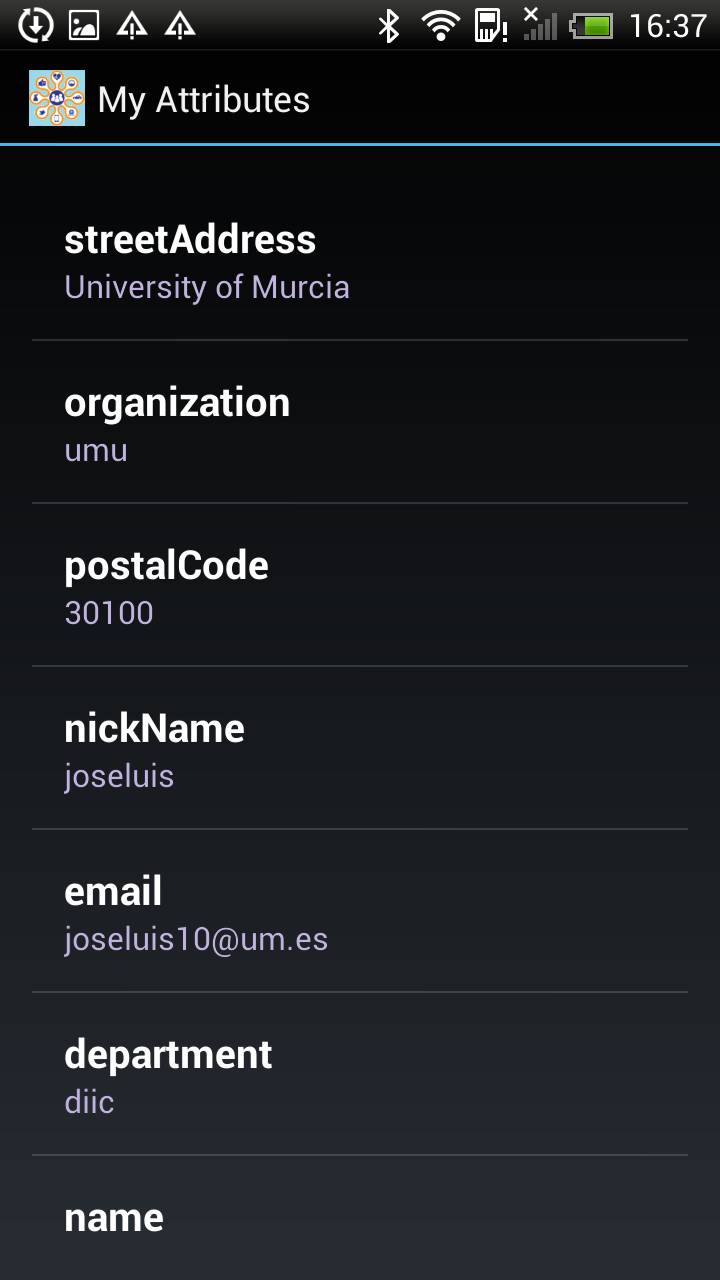 16:37
My Attributes
streetAddress
University of Murcia
organization
umu
postalCode
30100
nickName
joseluis
email
joseluis10@um.es
department
diic
name